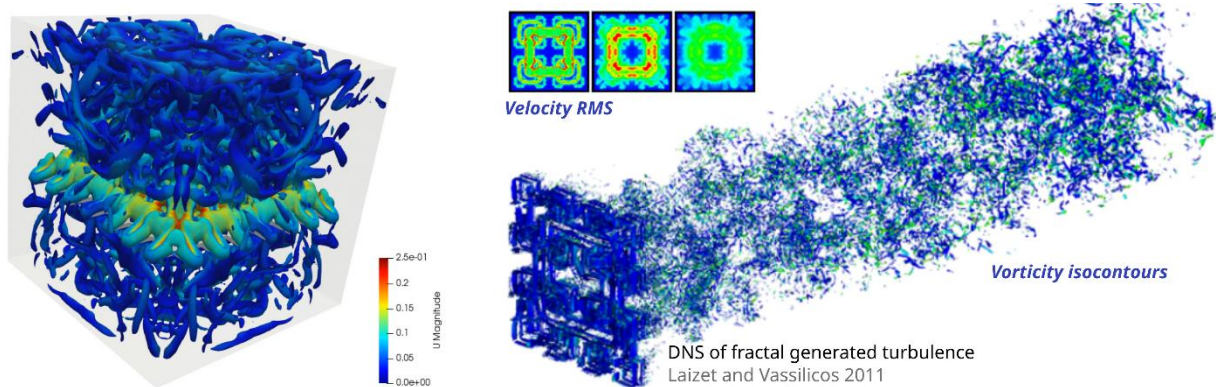 2.5e-01
0.2
0.15
0.1
0.05
0.0e+00
U Magnitude
Velocity RMS
Vorticity isocontours
DNS of fractal generated turbulence
Laizet and Vassilicos 2011